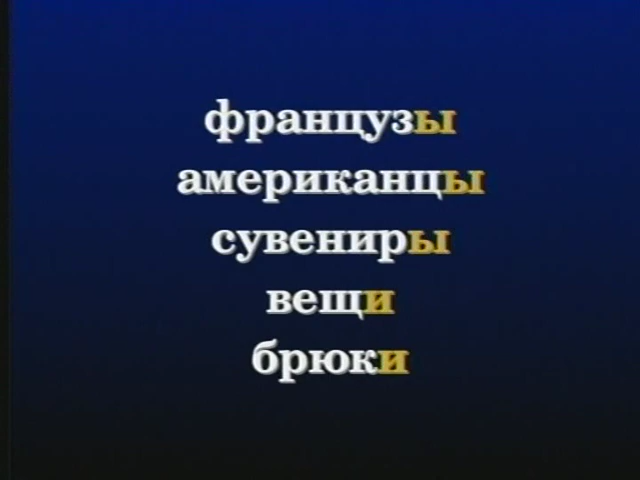 французы
американцы
сувениры
вещи
брюки